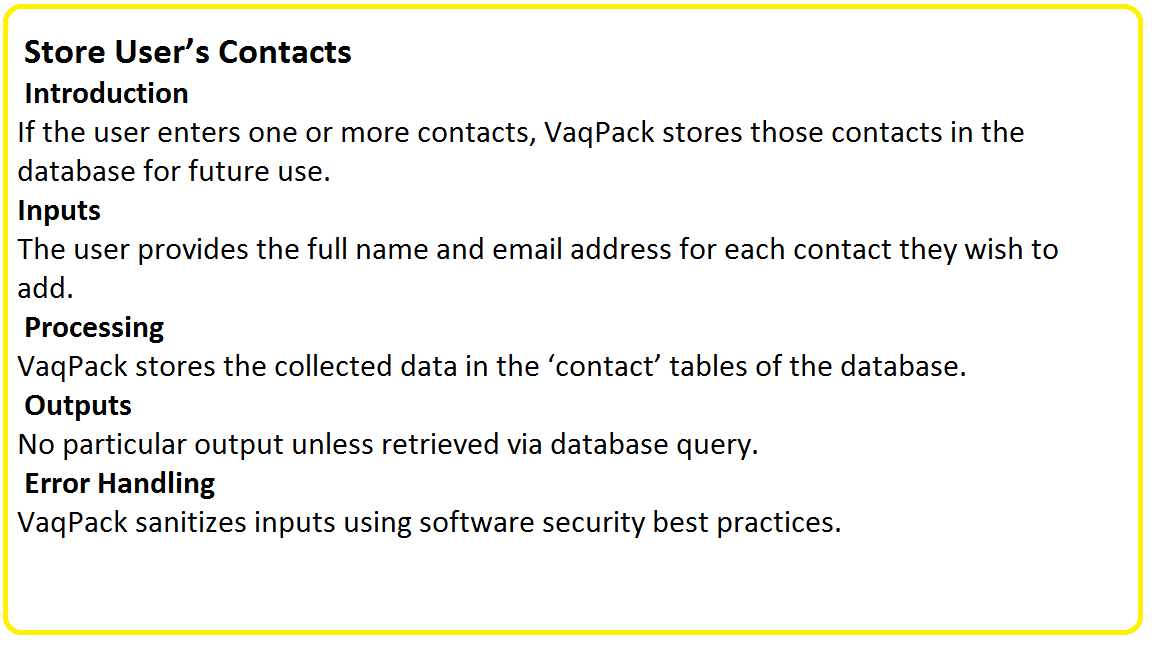 Store User’s Contacts
Introduction
If the user enters one or more contacts, VaqPack stores those contacts in the
database for future use.
Inputs
The user provides the full name and email address for each contact they wish to
add.
Processing
VaqPack stores the collected data in the ‘contact’ tables of the database.
Outputs
No particular output unless retrieved via database query.
Error Handling
VaqPack sanitizes inputs using software security best practices.